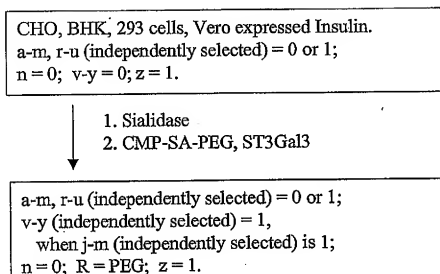 CHO, BHK, 293 cells, Vero expressed Insulin.
a-m, r-u (independently selected) = 0 or 1;
n = 0; v-y = 0; z = 1.
1. Sialidase
2. CMP-SA-PEG, ST3Gal3
a-m, r-u (independently selected) = 0 or 1;
v-y (independently selected) = 1,
when j-m (independently selected) is 1;
n = 0; R = PEG; z = 1.